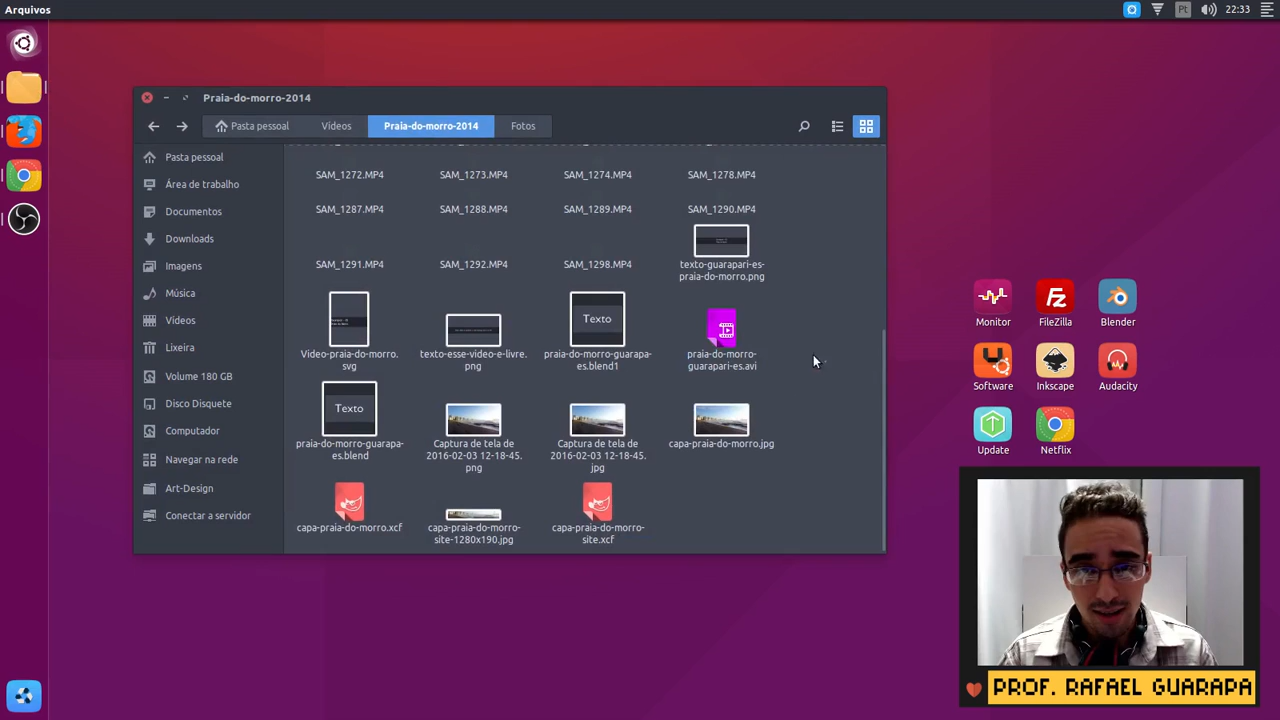 Arquivos
Pt
22:33
Praia-do-morro-2014
Pasta pessoal
Vídeos
Praia-do-morro-2014
Fotos
Pasta pessoal
Área de trabalho
Documentos
Downloads
Imagens
Música
Vídeos
Lixeira
Volume 180 GB
Disco Disquete
Computador
Navegar na rede
Art-Design
Conectar a servidor
SAM_1272.MP4
SAM_1273.MP4
SAM_1274.MP4
SAM_1278.MP4
SAM_1287.MP4
SAM_1288.MP4
SAM_1289.MP4
SAM_1290.MP4
SAM_1291.MP4
SAM_1292.MP4
SAM_1298.MP4
texto-guarapari-es-
praia-do-morro.png
Video-praia-do-morro.
svg
texto-esse-video-e-livre.
png
Texto
praia-do-morro-guarapa-
es.blend1
praia-do-morro-
guarapari-es.avi
Texto
praia-do-morro-guarapa-
es.blend
Captura de tela de
2016-02-03 12-18-45.
png
Captura de tela de
2016-02-03 12-18-45.
jpg
capa-praia-do-morro.jpg
capa-praia-do-morro.xcf
capa-praia-do-morro-
site-1280x190.jpg
capa-praia-do-morro-
site.xcf
Monitor
FileZilla
Blender
Software
Inkscape
Audacity
Update
Netflix
PROF. RAFAEL GUARAPA